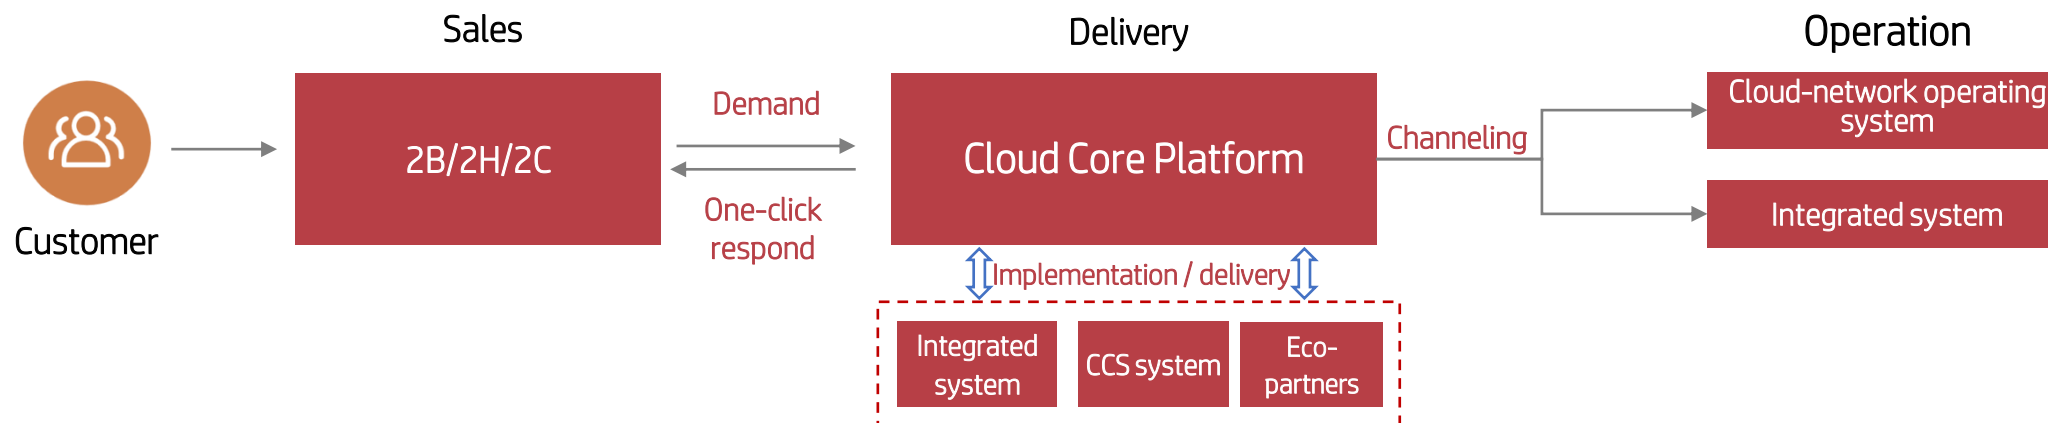 Sales
Delivery
Operation
Customer
2B/2H/2C
Demand
One-click
respond
Cloud Core Platform
Channeling
Cloud-network operating
system
Integrated system
Implementation / delivery
Integrated
system
CCS system
Eco-
partners